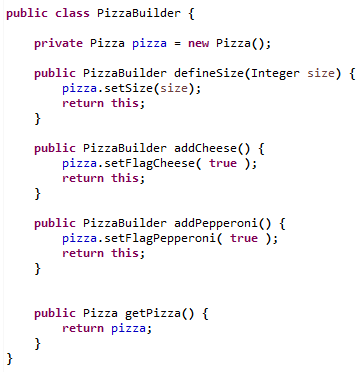 public class PizzaBuilder {
private Pizza pizza = new Pizza();
public PizzaBuilder defineSize(Integer size) {
pizza.setSize(size);
return this;
}
public PizzaBuilder addCheese() {
pizza.setFlagCheese( true );
return this;
}
public PizzaBuilder addPepperoni() {
pizza.setFlagPepperoni( true );
return this;
}
public Pizza getPizza() {
return pizza;
}
}